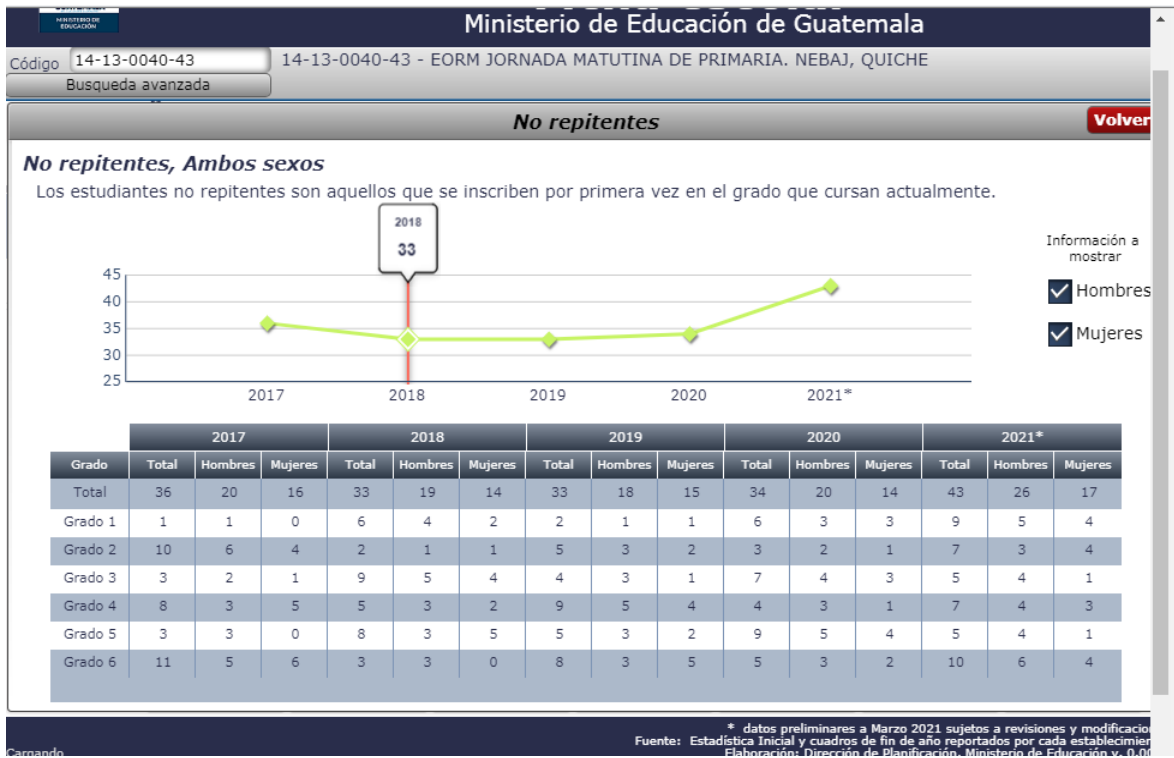 MINISTERIO DE
EDUCACIÓN
Ministerio de Educación de Guatemala
Código 14-13-0040-43 14-13-0040-43 - EORM JORNADA MATUTINA DE PRIMARIA. NEBAJ, QUICHE
Busqueda avanzada
No repitentes Volver
No repitentes, Ambos sexos
Los estudiantes no repitentes son aquellos que se inscriben por primera vez en el grado que cursan actualmente.
2018
33
Información a
mostrar
Hombres
Mujeres
45
40
35
30
25
2017 2018 2019 2020 2021*
2017 2018 2019 2020 2021*
Grado Total Hombres Mujeres Total Hombres Mujeres Total Hombres Mujeres Total Hombres Mujeres Total Hombres Mujeres
Total 36 20 16 33 19 14 33 18 15 34 20 14 43 26 17
Grado 1 1 1 0 6 4 2 2 1 1 6 3 3 9 5 4
Grado 2 10 6 4 2 1 1 5 3 2 3 2 1 7 3 4
Grado 3 3 2 1 9 5 4 4 3 1 7 4 3 5 4 1
Grado 4 8 3 5 5 3 2 9 5 4 4 3 1 7 4 3
Grado 5 3 3 0 8 3 5 5 3 2 9 5 4 5 4 1
Grado 6 11 5 6 3 3 0 8 3 5 5 3 2 10 6 4
* datos preliminares a Marzo 2021 sujetos a revisiones y modificacio
Fuente: Estadística Inicial y cuadros de fin de año reportados por cada establecimien
Cargando Elaboración: Dirección de Planificación, Ministerio de Educación v. 0.00